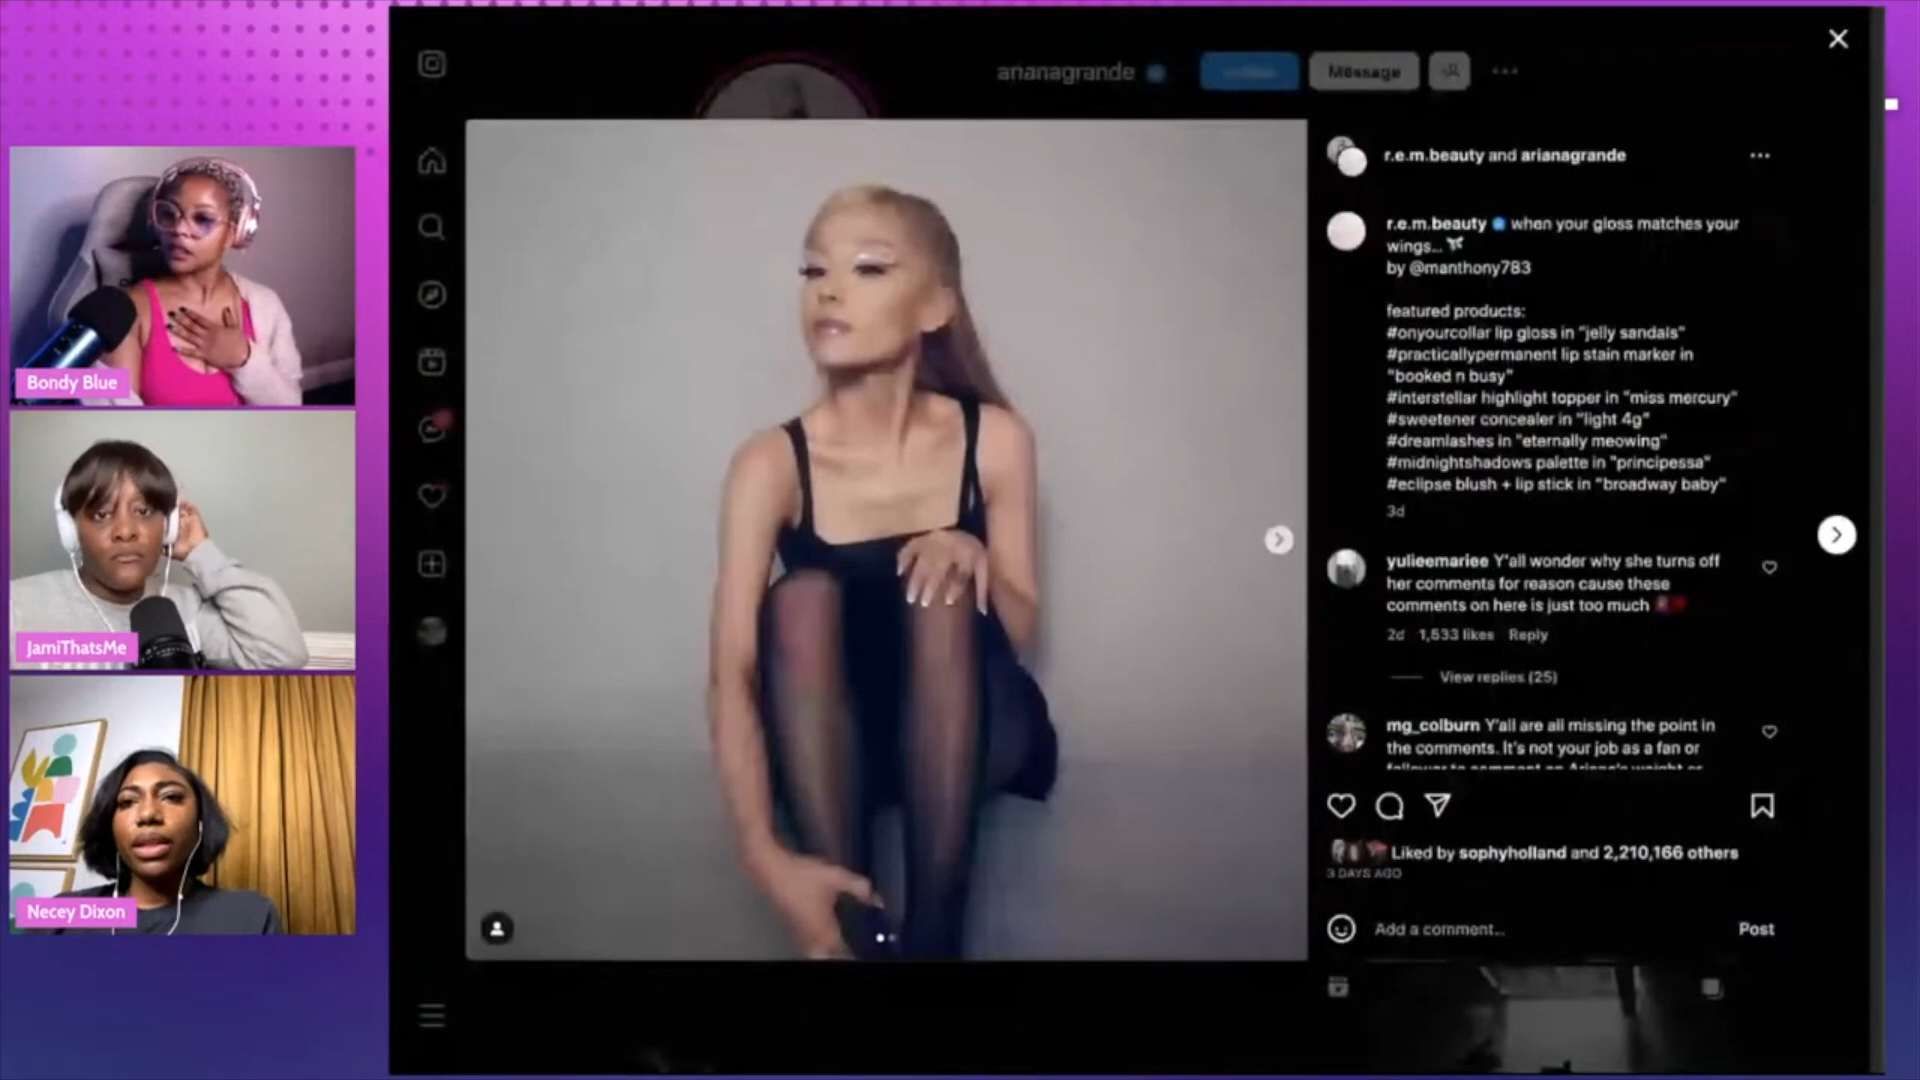 arianagrande
Message
r.e.m.beauty and arianagrande
r.e.m.beauty when your gloss matches your
wings...
by @manthony783
featured products:
#onyourcollar lip gloss in "jelly sandals"
#practicallypermanent lip stain marker in
"booked n busy"
#interstellar highlight topper in "miss mercury"
#sweetener concealer in "light 4g"
#dreamlashes in "eternally meowing"
#midnightshadows palette in "principessa"
#eclipse blush + lip stick in "broadway baby"
3d
yulieemariee Y'all wonder why she turns off
her comments for reason cause these
comments on here is just too much
2d 1,533 likes Reply
View replies (25)
mg_colburn Y'all are all missing the point in
the comments. It's not your job as a fan or
Liked by sophyholland and 2,210,166 others
3 DAYS AGO
Add a comment...
Post
Bondy Blue
JamiThatsMe
Necey Dixon